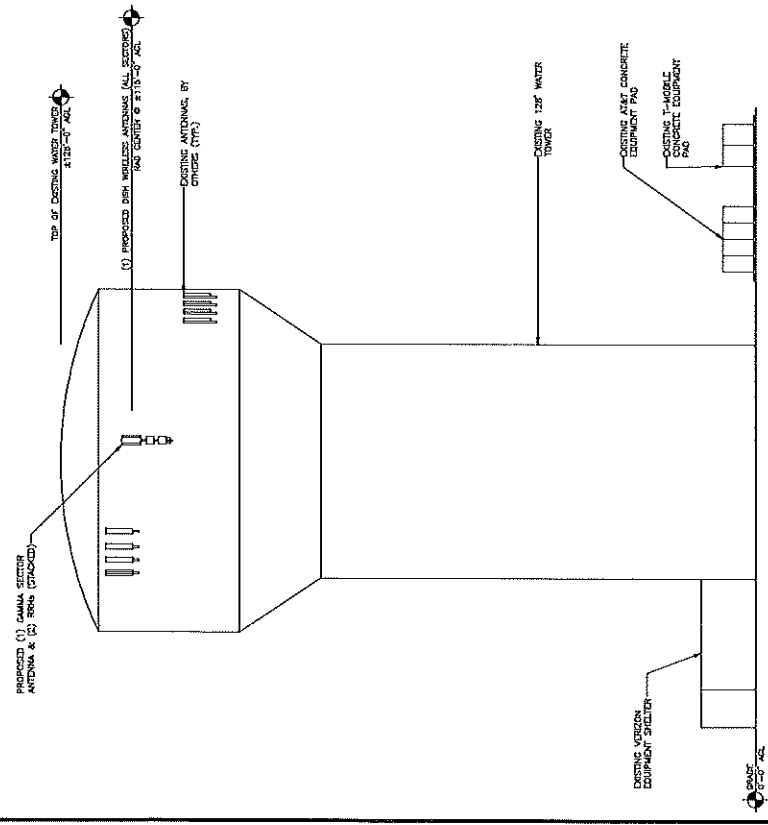 TOP OF EXISTING WATER TOWER
±128'-0" AGL
(1) PROPOSED DISH WIRELESS ANTENNAS (ALL SECTORS)
RAD CENTER @ ±115'-0" AGL
PROPOSED (1) GAMMA SECTOR
ANTENNA & (2) RRHs (STACKED)
EXISTING ANTENNAS, BY
OTHERS (TYP.)
EXISTING 128' WATER
TOWER
EXISTING AT&T CONCRETE
EQUIPMENT PAD
EXISTING T-MOBILE
CONCRETE EQUIPMENT
PAD
EXISTING VERIZON
EQUIPMENT SHELTER
GRADE
0'-0" AGL